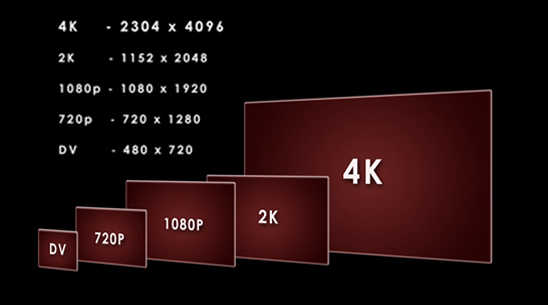 4K - 2304 x 4096
2K - 1152 x 2048
1080p - 1080 x 1920
720p - 720 x 1280
DV - 480 x 720
4K
2K
1080P
720P
DV